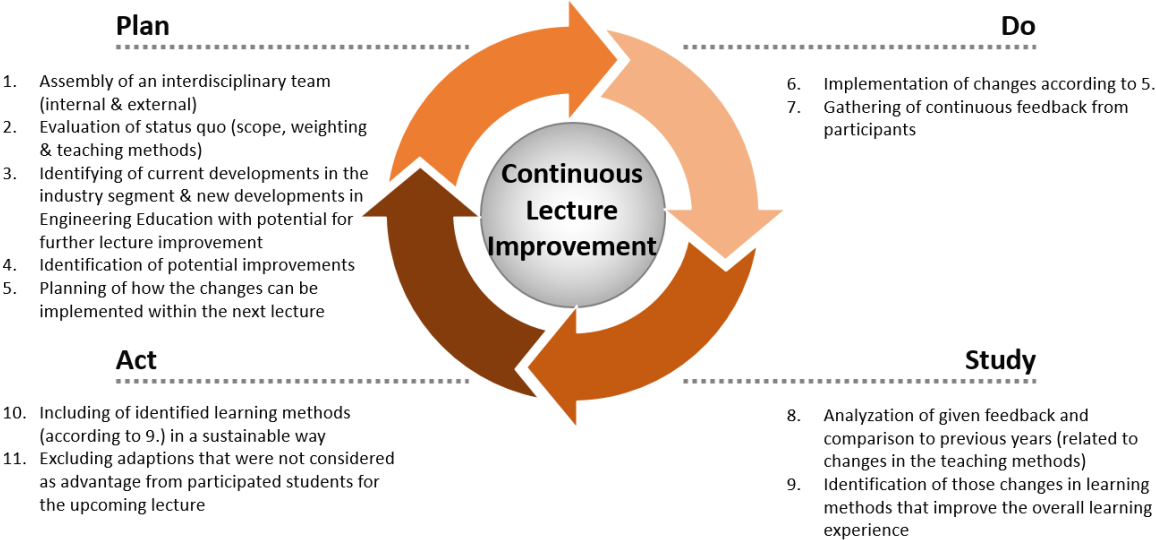 Plan
1. Assembly of an interdisciplinary team
(internal & external)
2. Evaluation of status quo (scope, weighting
& teaching methods)
3. Identifying of current developments in the
industry segment & new developments in
Engineering Education with potential for
further lecture improvement
4. Identification of potential improvements
5. Planning of how the changes can be
implemented within the next lecture
Do
6. Implementation of changes according to 5.
7. Gathering of continuous feedback from
participants
Continuous
Lecture
Improvement
Act
10. Including of identified learning methods
(according to 9.) in a sustainable way
11. Excluding adaptions that were not considered
as advantage from participated students for
the upcoming lecture
Study
8. Analyzation of given feedback and
comparison to previous years (related to
changes in the teaching methods)
9. Identification of those changes in learning
methods that improve the overall learning
experience